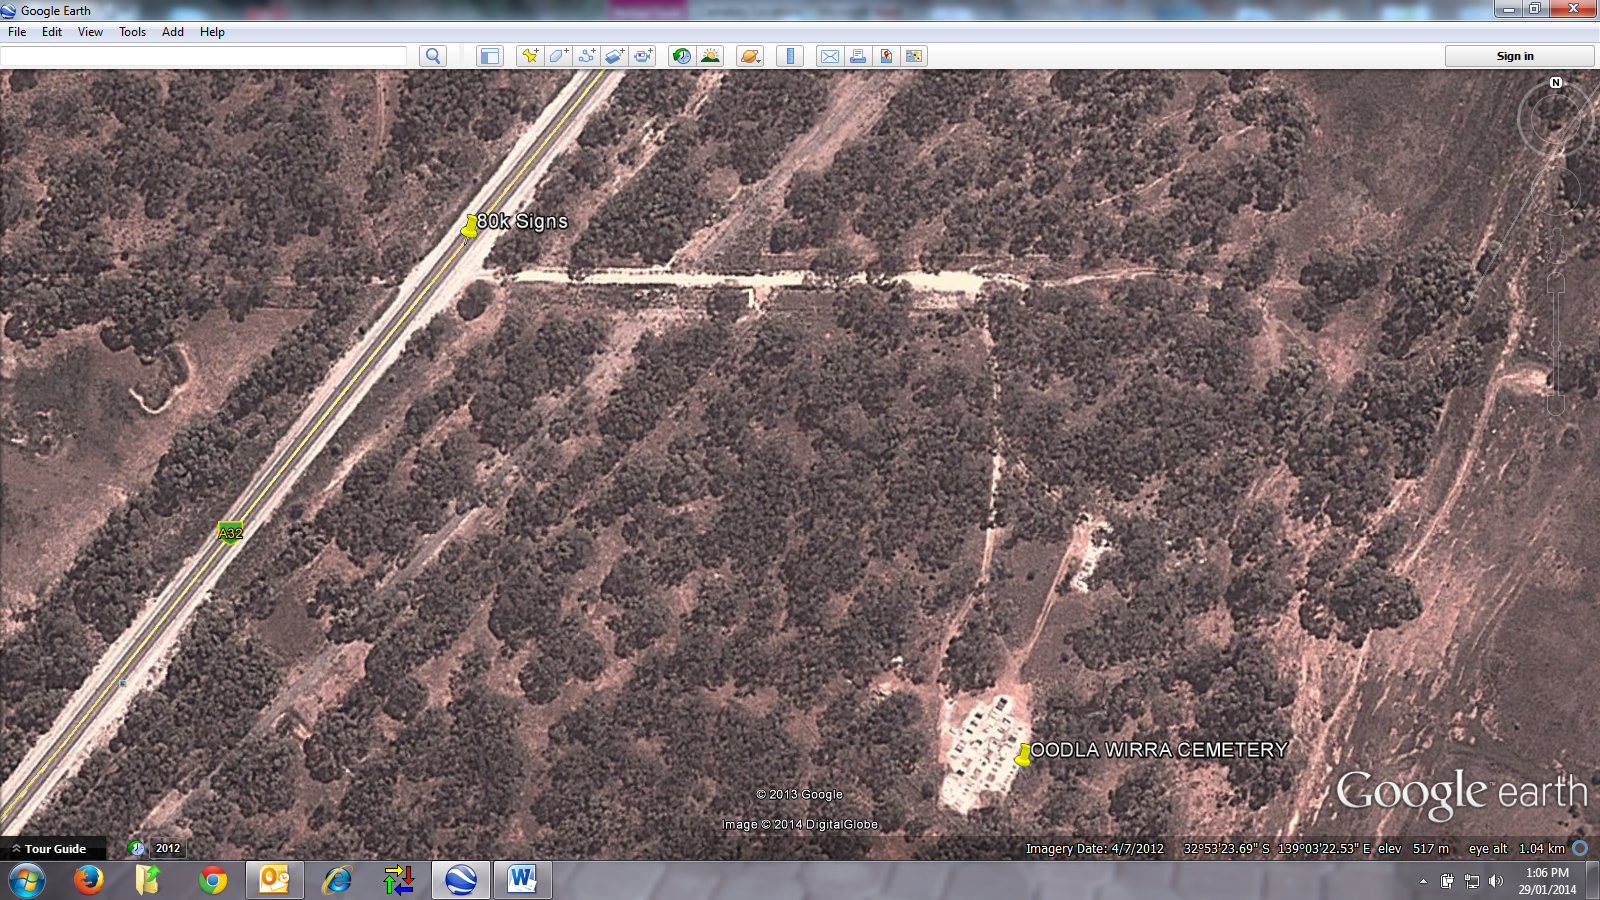 Google Earth
File Edit View Tools Add Help
Sign in
N
80k Signs
A32
OODLA WIRRA CEMETERY
© 2013 Google
Image © 2014 DigitalGlobe
Google earth
Tour Guide
2012
Imagery Date: 4/7/2012 32°53'23.69" S 139°03'22.53" E elev 517 m eye alt 1.04 km
1:06 PM
29/01/2014